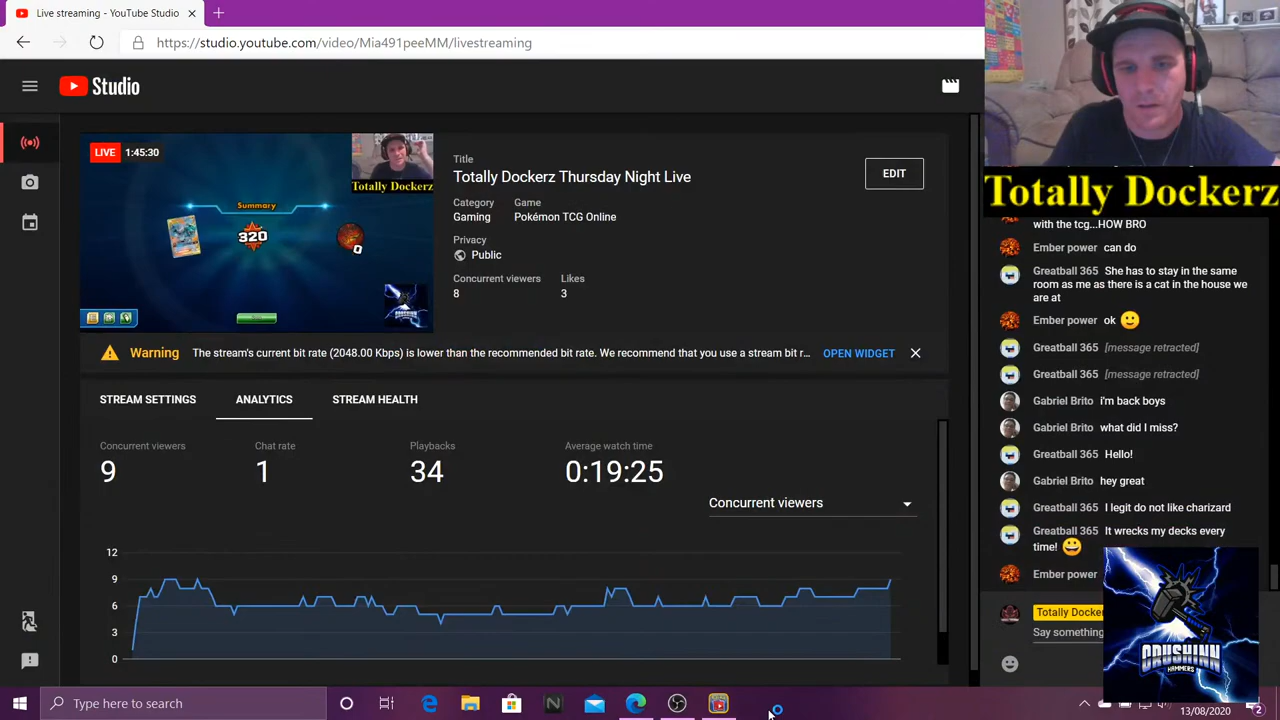 Live streaming - YouTube Studio
https://studio.youtube.com/video/Mia491peeMM/livestreaming
Studio
LIVE 1:45:30
Totally Dockerz
Summary
320
0
Title
Totally Dockerz Thursday Night Live
EDIT
Category
Game
Gaming
Pokémon TCG Online
Privacy
Public
Concurrent viewers
Likes
8
3
Warning The stream's current bit rate (2048.00 Kbps) is lower than the recommended bit rate. We recommend that you use a stream bit r... OPEN WIDGET
STREAM SETTINGS ANALYTICS STREAM HEALTH
Concurrent viewers
Chat rate
Playbacks
Average watch time
9
1
34
0:19:25
Concurrent viewers
12
9
6
3
0
Totally Dockerz
with the tcg...HOW BRO
Ember power can do
Greatball 365 She has to stay in the same
room as me as there is a cat in the house we
are at
Ember power ok
Greatball 365 [message retracted]
Greatball 365 [message retracted]
Gabriel Brito i'm back boys
Gabriel Brito what did I miss?
Greatball 365 Hello!
Gabriel Brito hey great
Greatball 365 I legit do not like charizard
Greatball 365 It wrecks my decks every
time!
Ember power
Totally Docker
Say something
CRUSHINN
HAMMERS
Type here to search
13/08/2020
2